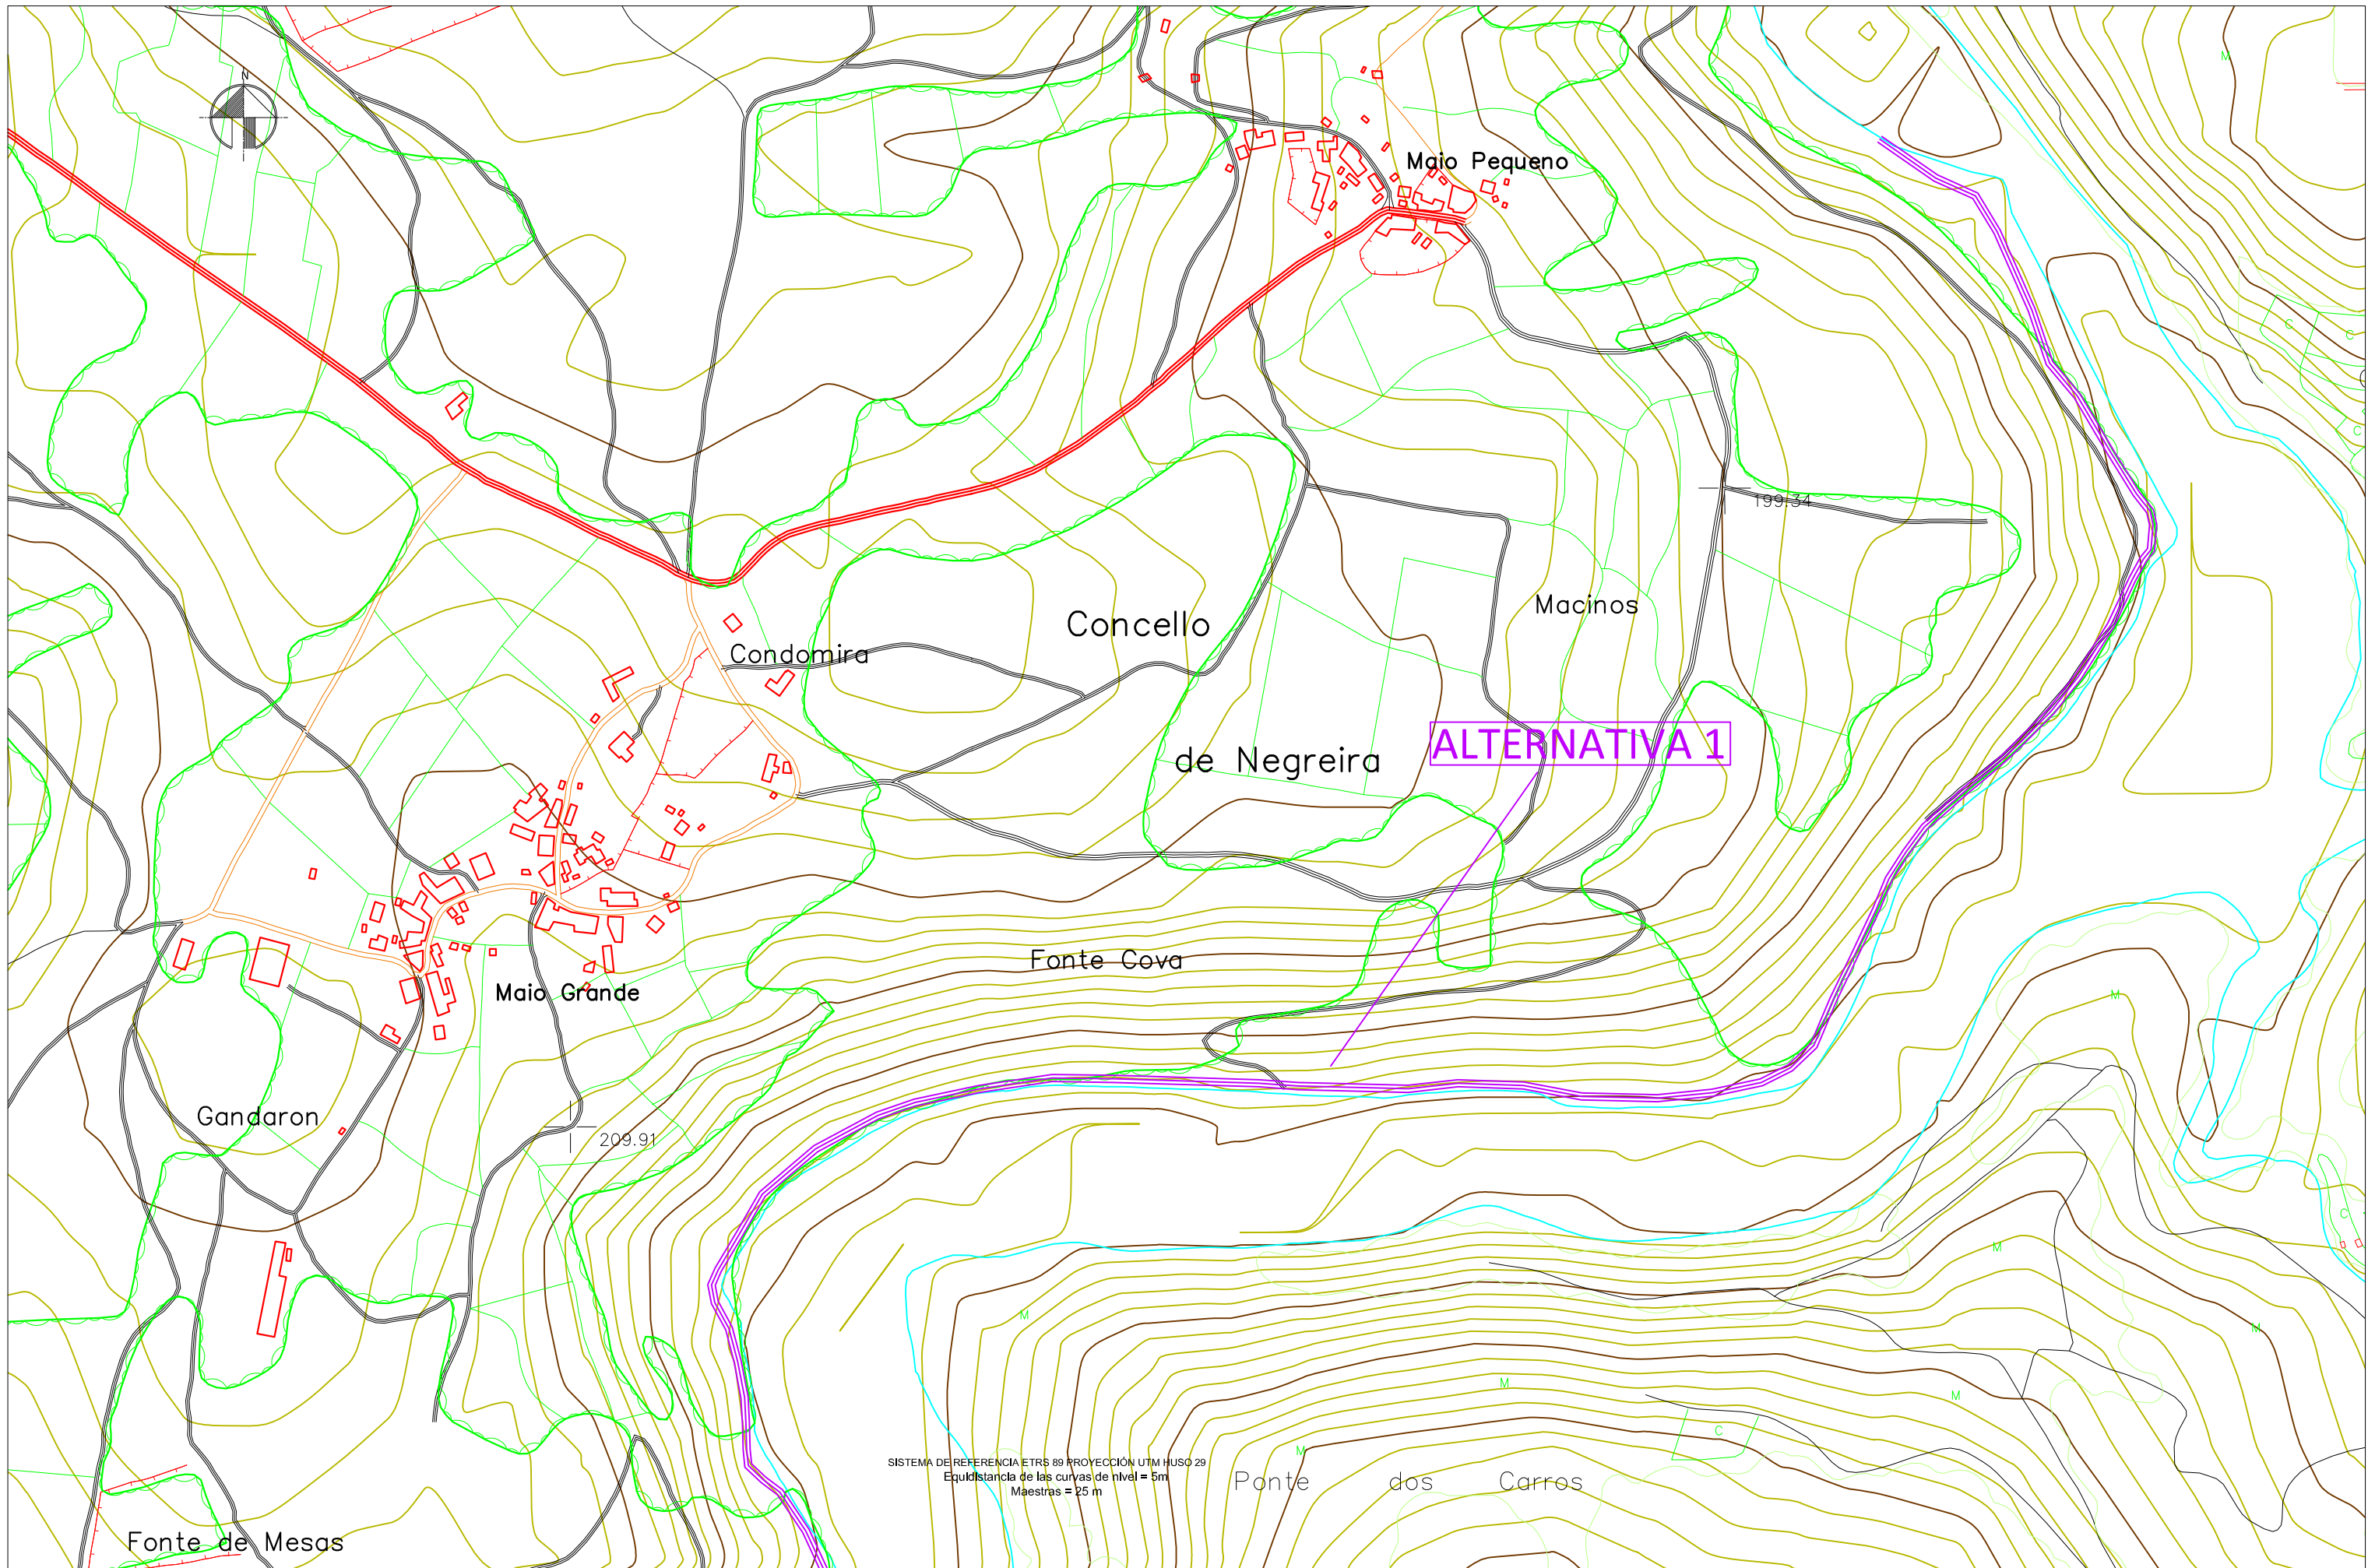 N
M
Maio Pequeno
C
C
C
C
199.34
Macinos
Concello
Condomira
ALTERNATIVA 1
de Negreira
Fonte Cova
Maio Grande
M
Gandaron
209.91
C
M
M
M
M
M
C
M
SISTEMA DE REFERENCIA ETRS 89 PROYECCIÓN UTM HUSO 29
Equidistancia de las curvas de nivel = 5m
Maestras = 25 m
Ponte dos Carros
Fonte de Mesas